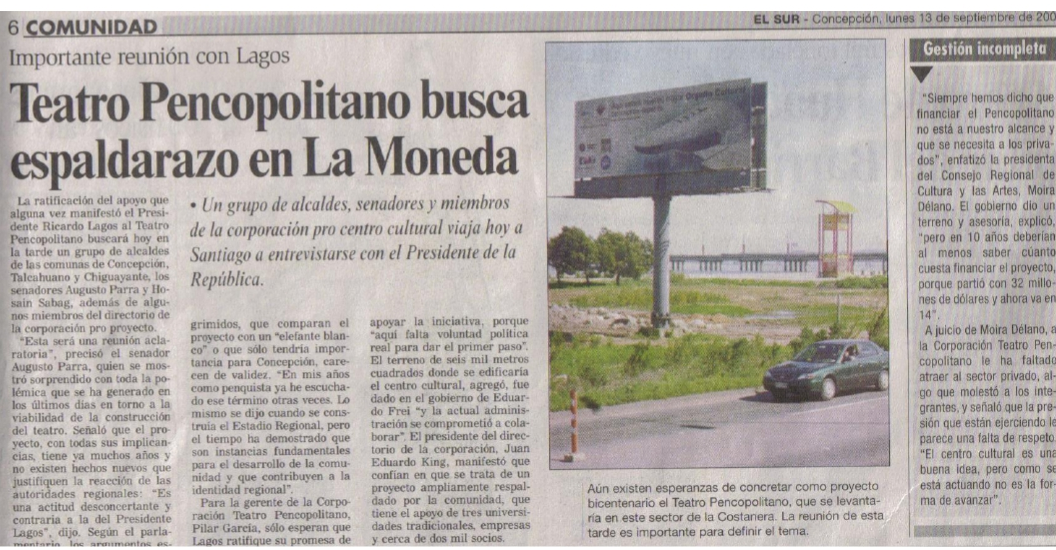 6 COMUNIDAD
EL SUR - Concepción, lunes 13 de septiembre de 200
Importante reunión con Lagos
Teatro Pencopolitano busca
espaldarazo en La Moneda
• Un grupo de alcaldes, senadores y miembros
de la corporación pro centro cultural viaja hoy a
Santiago a entrevistarse con el Presidente de la
República.
La ratificación del apoyo que
alguna vez manifestó el Presi-
dente Ricardo Lagos al Teatro
Pencopolitano buscará hoy en
la tarde un grupo de alcaldes
de las comunas de Concepción,
Talcahuano y Chiguayante, los
senadores Augusto Parra y Ho-
sain Sabag, además de algu-
nos miembros del directorio de
la corporación pro proyecto.
"Esta será una reunión acla-
ratoria", precisó el senador
Augusto Parra, quien se mos-
tró sorprendido con toda la po-
lémica que se ha generado en
los últimos días en torno a la
viabilidad de la construcción
del teatro. Señaló que el pro-
yecto, con todas sus implican-
cias, tiene ya muchos años y
no existen hechos nuevos que
justifiquen la reacción de las
autoridades regionales: "Es
una actitud desconcertante y
contraria a la del Presidente
Lagos", dijo. Según el parla-
mentario, los argumentos es-
grimidos, que comparan el
proyecto con un "elefante blan-
co" o que sólo tendría impor-
tancia para Concepción, care-
cen de validez. "En mis años
como penquista ya he escucha-
do ese término otras veces. Lo
mismo se dijo cuando se cons-
truía el Estadio Regional, pero
el tiempo ha demostrado que
son instancias fundamentales
para el desarrollo de la comu-
nidad y que contribuyen a la
identidad regional".
Para la gerente de la Corpo-
ración Teatro Pencopolitano,
Pilar García, sólo esperan que
Lagos ratifique su promesa de
apoyar la iniciativa, porque
"aquí falta voluntad política
real para dar el primer paso".
El terreno de seis mil metros
cuadrados donde se edificaría
el centro cultural, agregó, fue
dado en el gobierno de Eduar-
do Frei "y la actual adminis-
tración se comprometió a cola-
borar". El presidente del direc-
torio de la corporación, Juan
Eduardo King, manifestó que
confían en que se trata de un
proyecto ampliamente respal-
dado por la comunidad, que
tiene el apoyo de tres universi-
dades tradicionales, empresas
y cerca de dos mil socios.
Aún existen esperanzas de concretar como proyecto
bicentenario el Teatro Pencopolitano, que se levanta-
ría en este sector de la Costanera. La reunión de esta
tarde es importante para definir el tema.
Gestión incompleta
"Siempre hemos dicho que
financiar el Pencopolitano
no está a nuestro alcance y
que se necesita a los priva-
dos", enfatizó la presidenta
del Consejo Regional de
Cultura y las Artes, Moira
Délano. El gobierno dio un
terreno y asesoría, explicó,
"pero en 10 años deberían
al menos saber cuánto
cuesta financiar el proyecto,
porque partió con 32 millo-
nes de dólares y ahora va en
14".
A juicio de Moira Délano, a
la Corporación Teatro Pen-
copolitano le ha faltado
atraer al sector privado, al-
go que molestó a los inte-
grantes, y señaló que la pre-
sión que están ejerciendo le
parece una falta de respeto.
"El centro cultural es una
buena idea, pero como se
está actuando no es la for-
ma de avanzar".